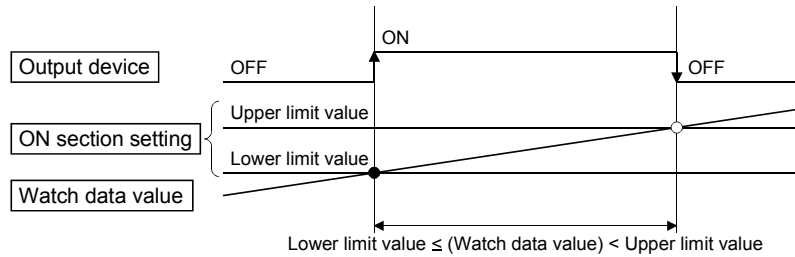 ON
Output device
OFF
OFF
Upper limit value
ON section setting
Lower limit value
Watch data value
Lower limit value ≤ (Watch data value) < Upper limit value